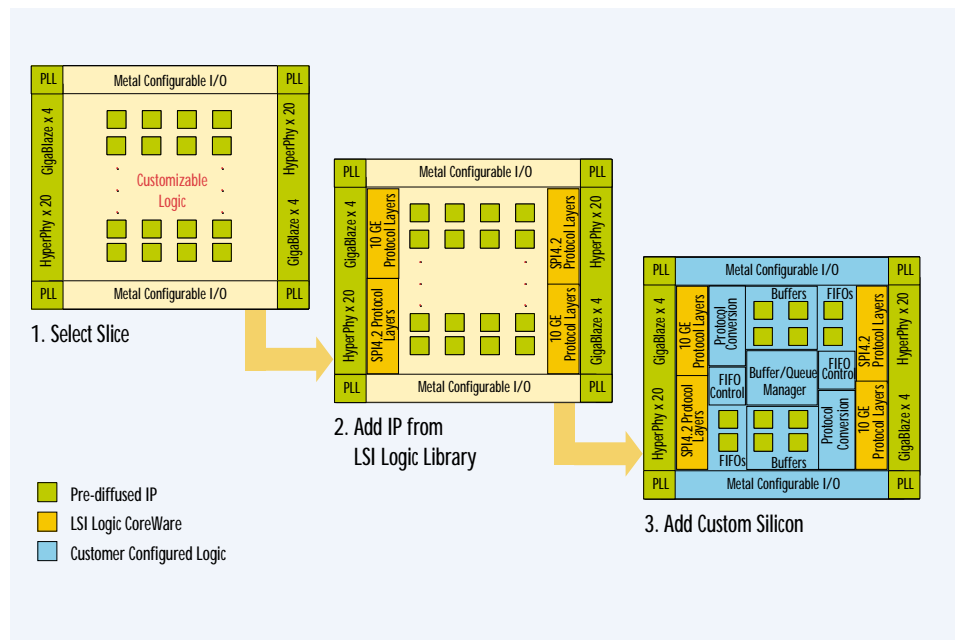 PLL
Metal Configurable I/O
PLL
GigaBlaze x 4
HyperPhy x 20
HyperPhy x 20
GigaBlaze x 4
Customizable
Logic
PLL
Metal Configurable I/O
PLL
1. Select Slice
PLL
Metal Configurable I/O
PLL
GigaBlaze x 4
HyperPhy x 20
10 GE
Protocol Layers
SPI4.2 Protocol
Layers
SPI4.2
Protocol Layers
10 GE
Protocol Layers
HyperPhy x 20
GigaBlaze x 4
PLL
Metal Configurable I/O
PLL
2. Add IP from
LSI Logic Library
PLL
Metal Configurable I/O
PLL
GigaBlaze x 4
HyperPhy x 20
10 GE
Protocol Layers
SPI4.2 Protocol
Layers
Protocol
Conversion
FIFO
Control
FIFOs
Buffers
Buffer/Queue
Manager
Buffers
FIFOs
FIFO
Control
Protocol
Conversion
SPI4.2
Protocol Layers
10 GE
Protocol Layers
HyperPhy x 20
GigaBlaze x 4
PLL
Metal Configurable I/O
PLL
3. Add Custom Silicon
Pre-diffused IP
LSI Logic CoreWare
Customer Configured Logic